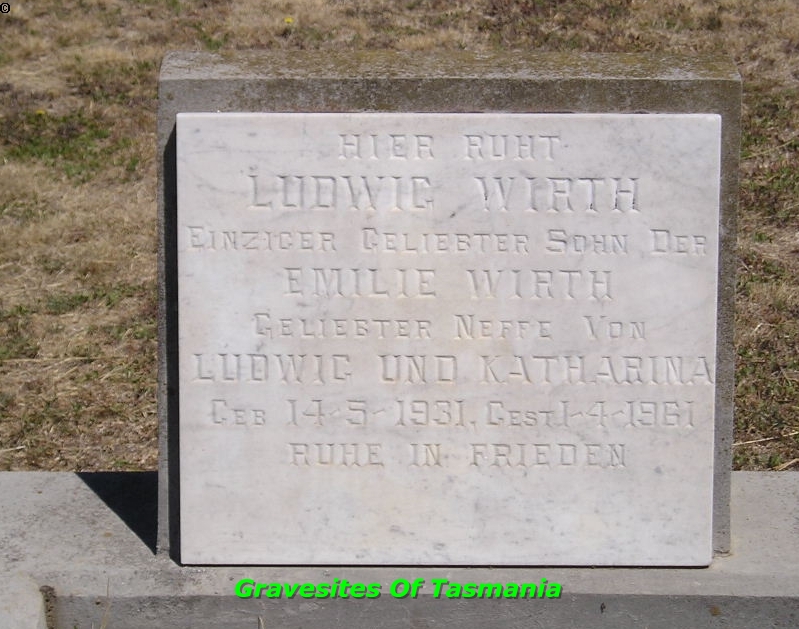 ©
HIER RUHT
LUDWIG WIRTH
EINZIGER GELIEBTER SOHN DER
EMILIE WIRTH
GELIEBTER NEFFE VON
LUDWIG UND KATHARINA
GEB 14-5-1931. GEST 1-4-1961
RUHE IN FRIEDEN
Gravesites Of Tasmania